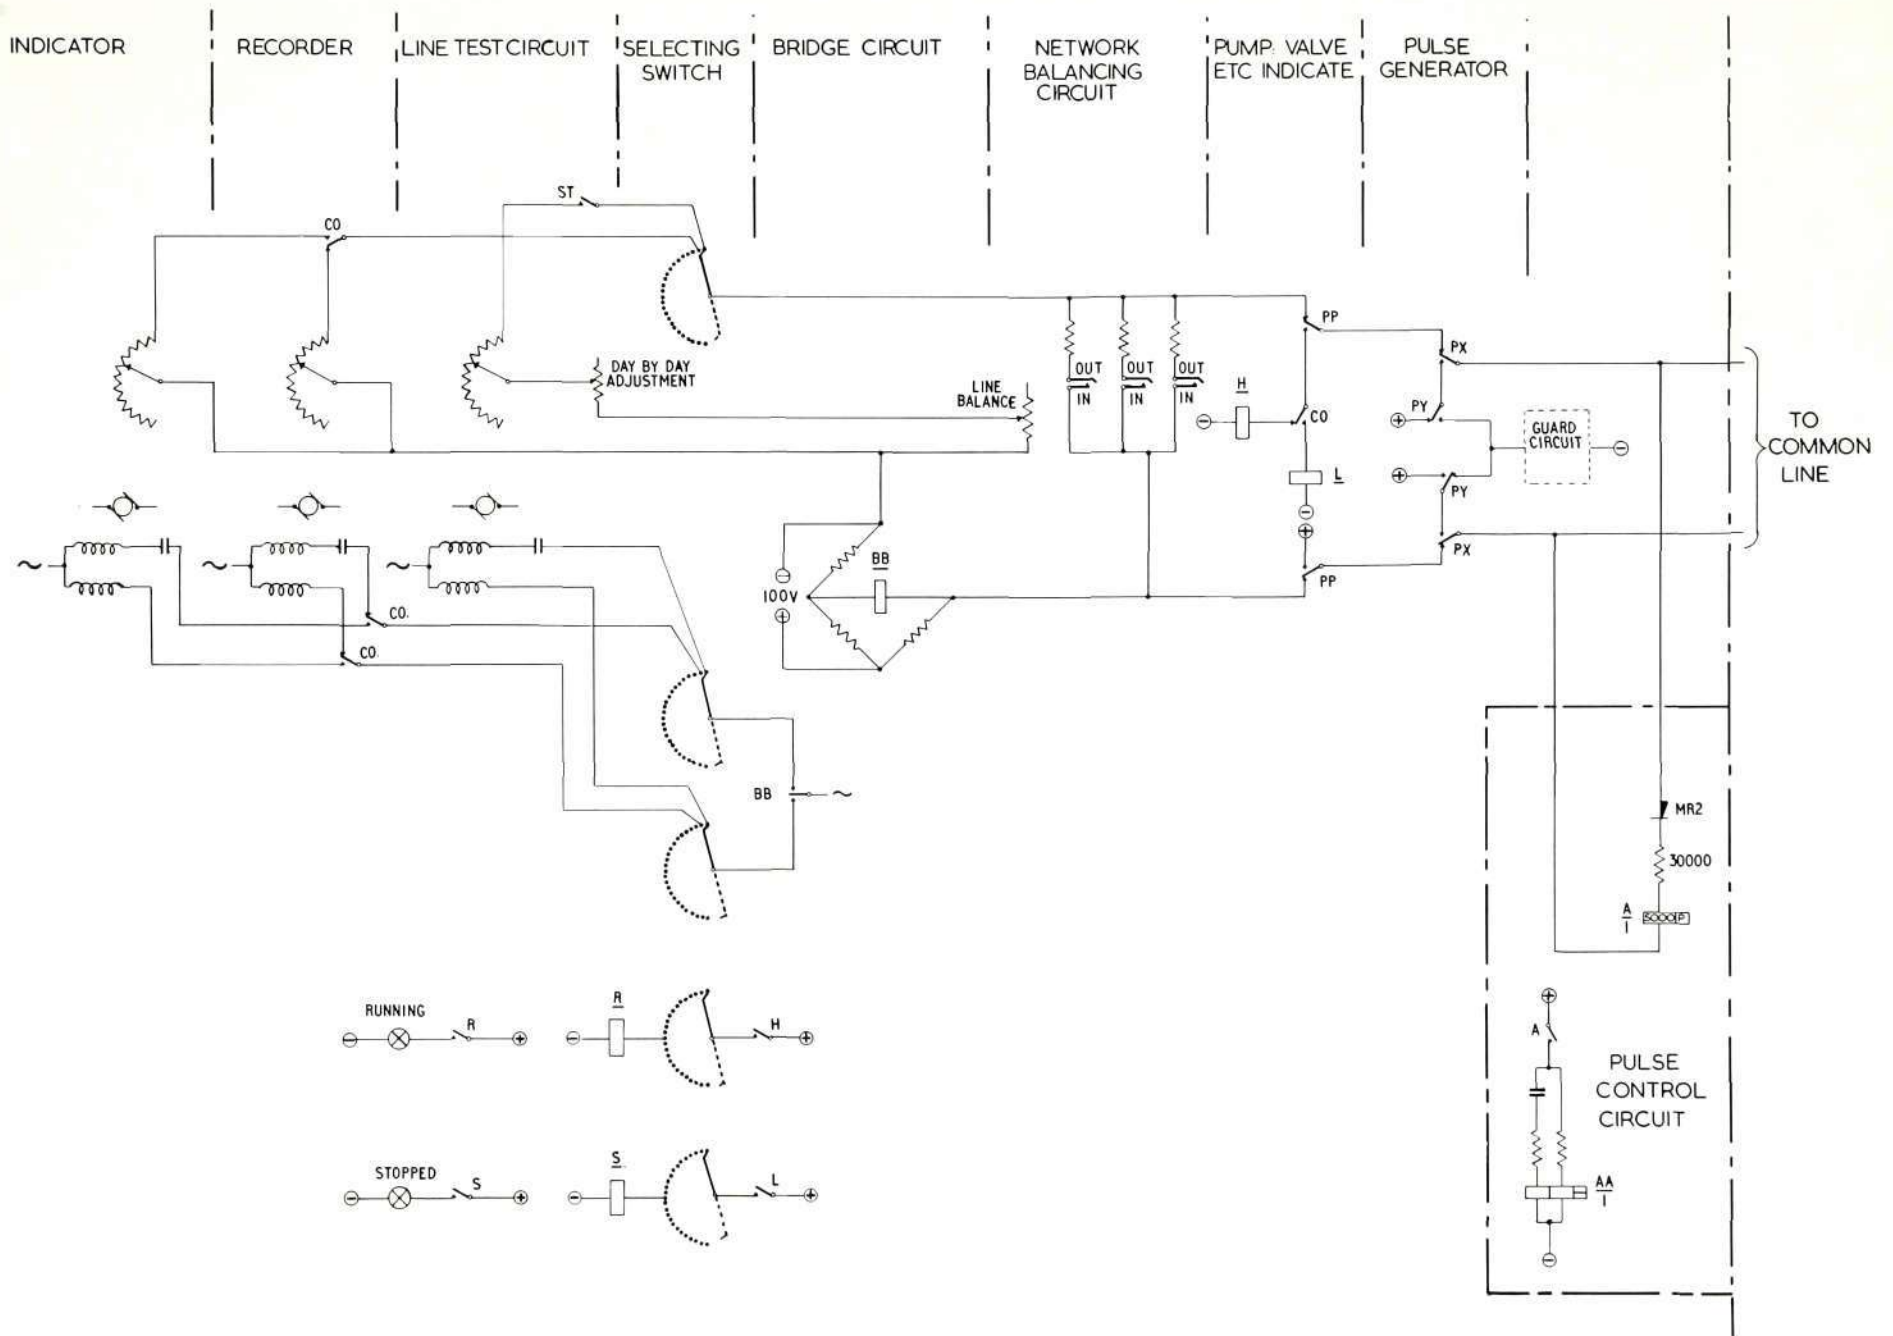 INDICATOR
RECORDER
LINE TEST CIRCUIT
SELECTING
SWITCH
BRIDGE CIRCUIT
NETWORK
BALANCING
CIRCUIT
PUMP: VALVE
ETC INDICATE
PULSE
GENERATOR
ST
CO
PP
PX
DAY BY DAY
ADJUSTMENT
LINE
BALANCE
OUT
IN
OUT
IN
OUT
IN
H
CO
PY
GUARD
CIRCUIT
TO
COMMON
LINE
L
PY
PX
PP
BB
100V
CO.
CO.
BB
MR2
30000
A
1
5000P
RUNNING
R
R
H
A
PULSE
CONTROL
CIRCUIT
STOPPED
S
S
L
AA
1